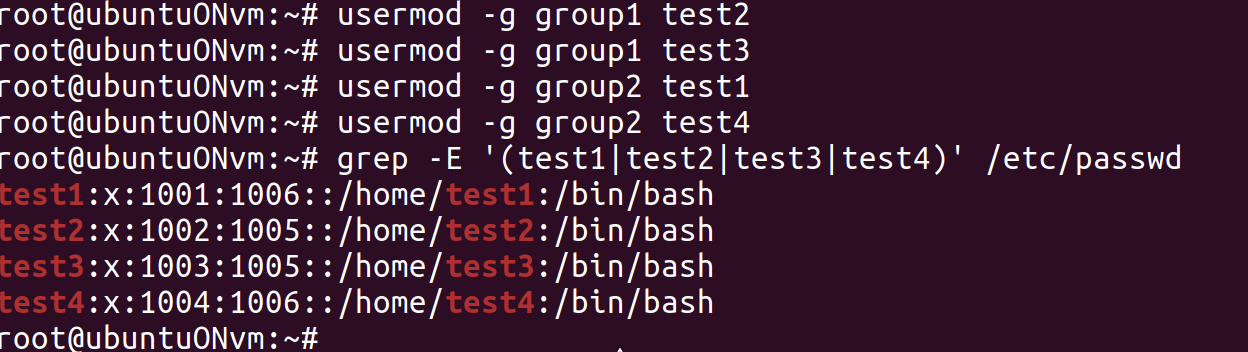 root@ubuntuONvm:~# usermod -g group1 test2
root@ubuntuONvm:~# usermod -g group1 test3
root@ubuntuONvm:~# usermod -g group2 test1
root@ubuntuONvm:~# usermod -g group2 test4
root@ubuntuONvm:~# grep -E '(test1|test2|test3|test4)' /etc/passwd
test1:x:1001:1006::/home/test1:/bin/bash
test2:x:1002:1005::/home/test2:/bin/bash
test3:x:1003:1005::/home/test3:/bin/bash
test4:x:1004:1006::/home/test4:/bin/bash
root@ubuntuONvm:~#